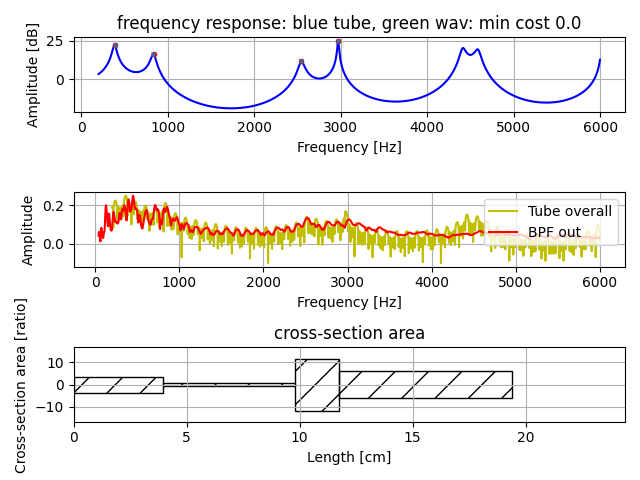 frequency response: blue tube, green wav: min cost 0.0
Amplitude [dB]
25
0
0 1000 2000 3000 4000 5000 6000
Frequency [Hz]
Amplitude
0.2
0.0
Tube overall
BPF out
0 1000 2000 3000 4000 5000 6000
Frequency [Hz]
cross-section area
Cross-section area [ratio]
10
0
−10
0 5 10 15 20
Length [cm]